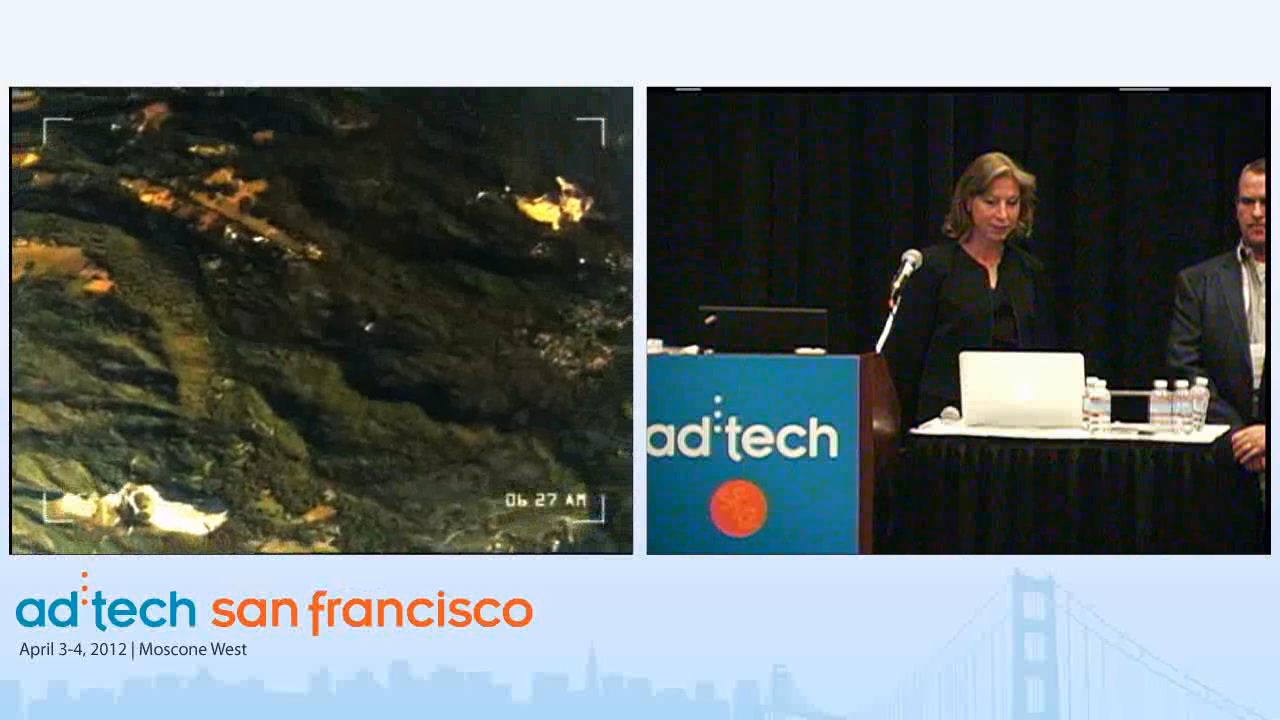 06 27 AM
ad:tech
ad:tech san francisco
April 3-4, 2012 | Moscone West